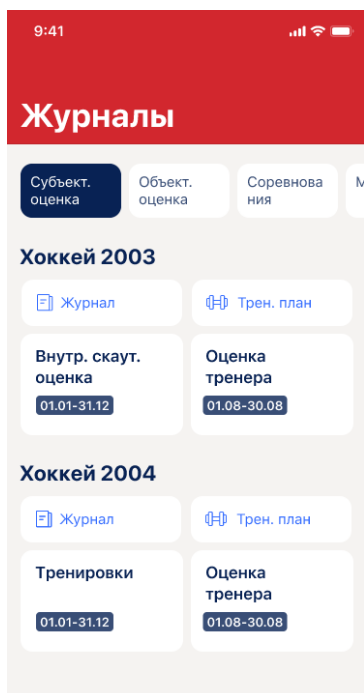 9:41
Журналы
Субъект.
оценка
Объект.
оценка
Соревнова
ния
Хоккей 2003
Журнал
Трен. план
Внутр. скаут.
оценка
01.01-31.12
Оценка
тренера
01.08-30.08
Хоккей 2004
Журнал
Трен. план
Тренировки
01.01-31.12
Оценка
тренера
01.08-30.08